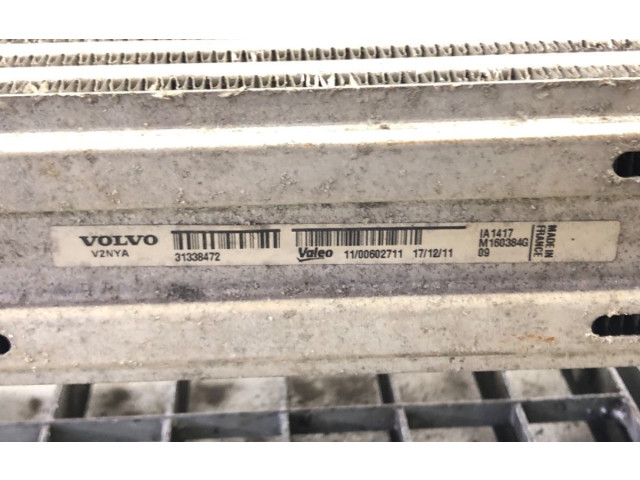 VOLVO
V2NYA
31338472
Valeo 11/00602711 17/12/11
IA1417
M160384G
09
MADE IN
FRANCE